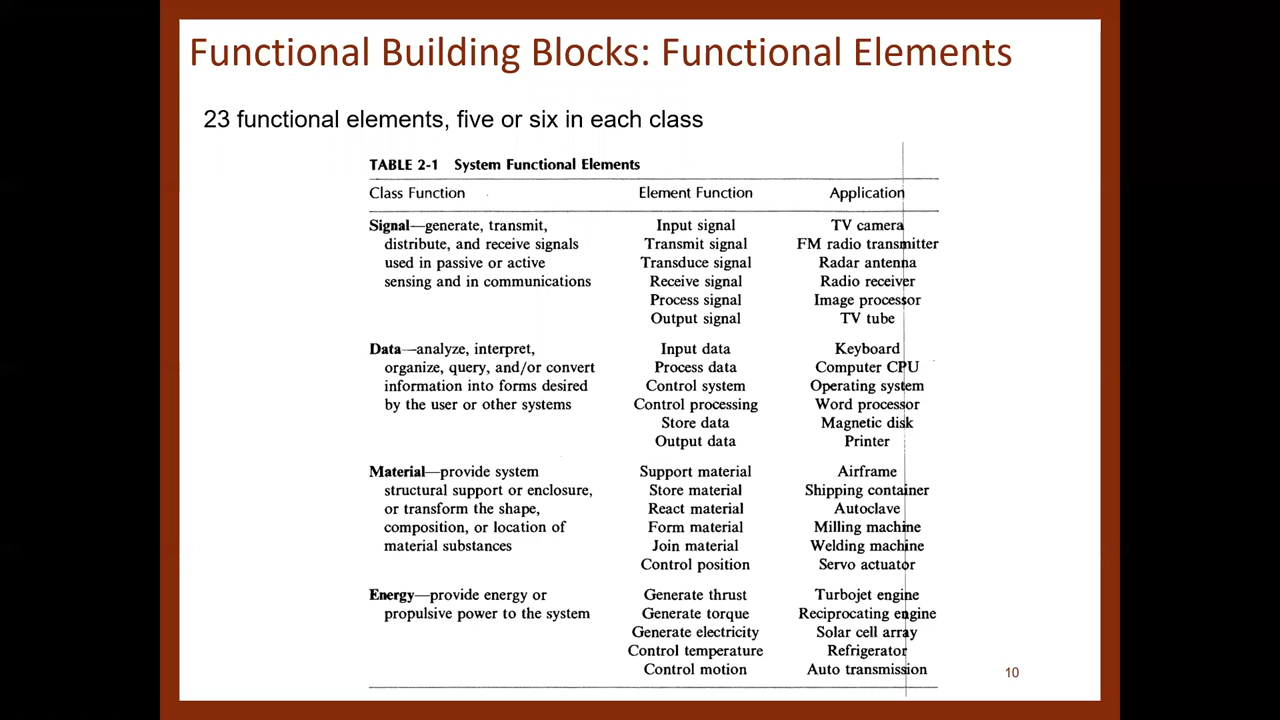 Functional Building Blocks: Functional Elements
23 functional elements, five or six in each class
TABLE 2-1 System Functional Elements
Class Function Element Function Application
Signal—generate, transmit, Input signal TV camera
distribute, and receive signals Transmit signal FM radio transmitter
used in passive or active Transduce signal Radar antenna
sensing and in communications Receive signal Radio receiver
Process signal Image processor
Output signal TV tube
Data—analyze, interpret, Input data Keyboard
organize, query, and/or convert Process data Computer CPU
information into forms desired Control system Operating system
by the user or other systems Control processing Word processor
Store data Magnetic disk
Output data Printer
Material—provide system Support material Airframe
structural support or enclosure, Store material Shipping container
or transform the shape, React material Autoclave
composition, or location of Form material Milling machine
material substances Join material Welding machine
Control position Servo actuator
Energy—provide energy or Generate thrust Turbojet engine
propulsive power to the system Generate torque Reciprocating engine
Generate electricity Solar cell array
Control temperature Refrigerator
Control motion Auto transmission
10